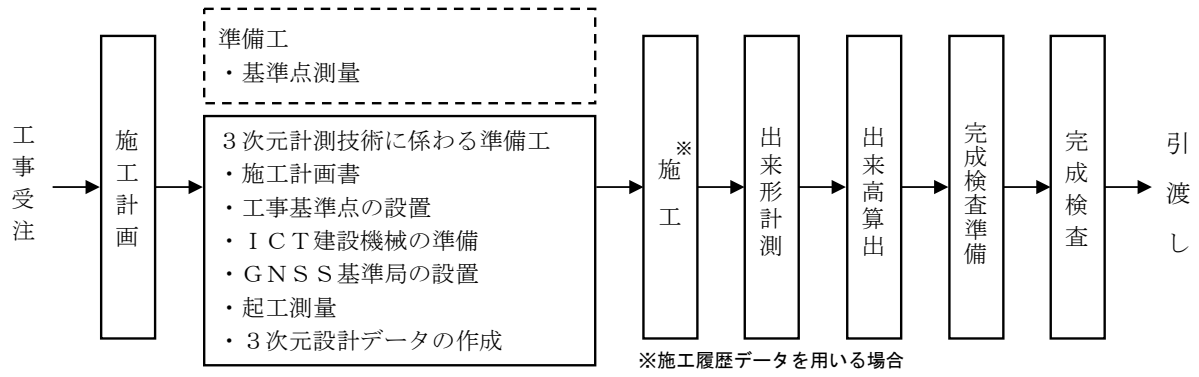 工事受注
施工計画
準備工
・基準点測量
３次元計測技術に係わる準備工
・施工計画書
・工事基準点の設置
・ＩＣＴ建設機械の準備
・ＧＮＳＳ基準局の設置
・起工測量
・３次元設計データの作成
施工※
出来形計測
出来高算出
完成検査準備
完成検査
引渡し
※施工履歴データを用いる場合